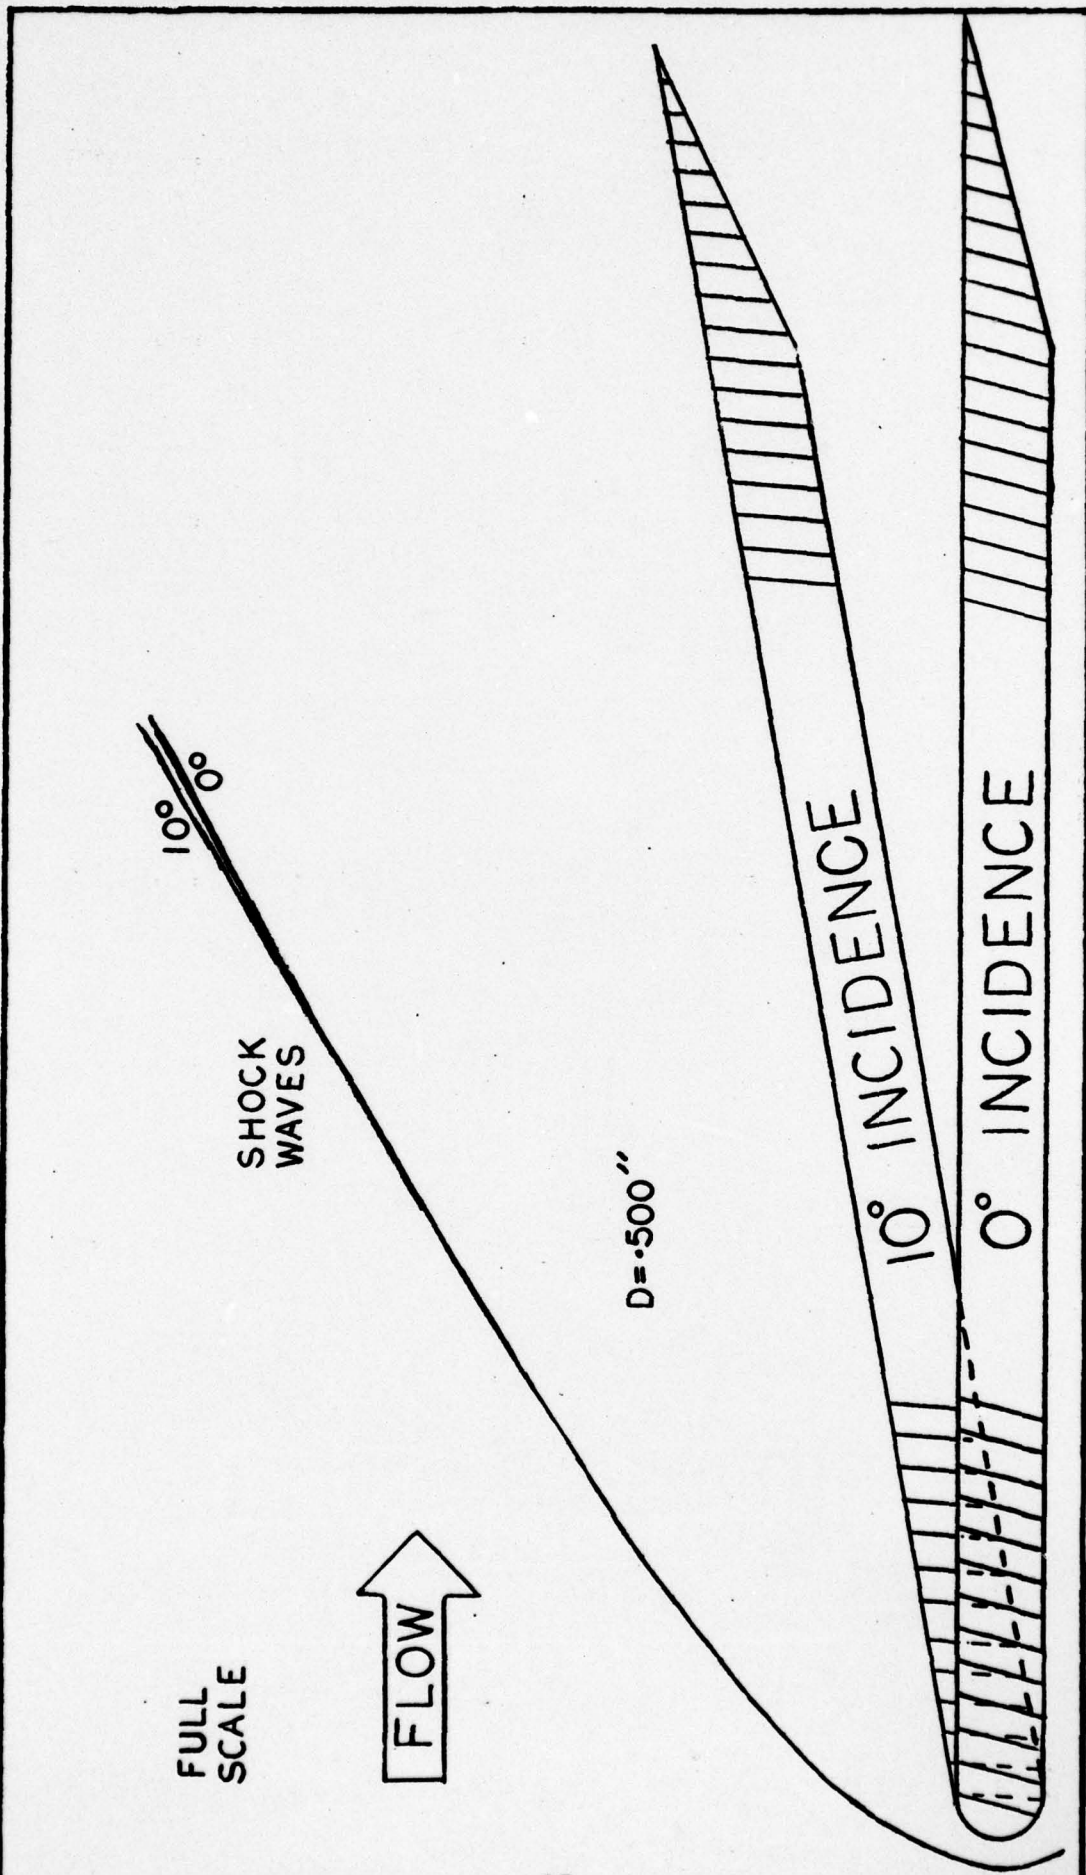 FULL
SCALE
10°
0°
SHOCK
WAVES
FLOW
D=·500″
10° INCIDENCE
0° INCIDENCE